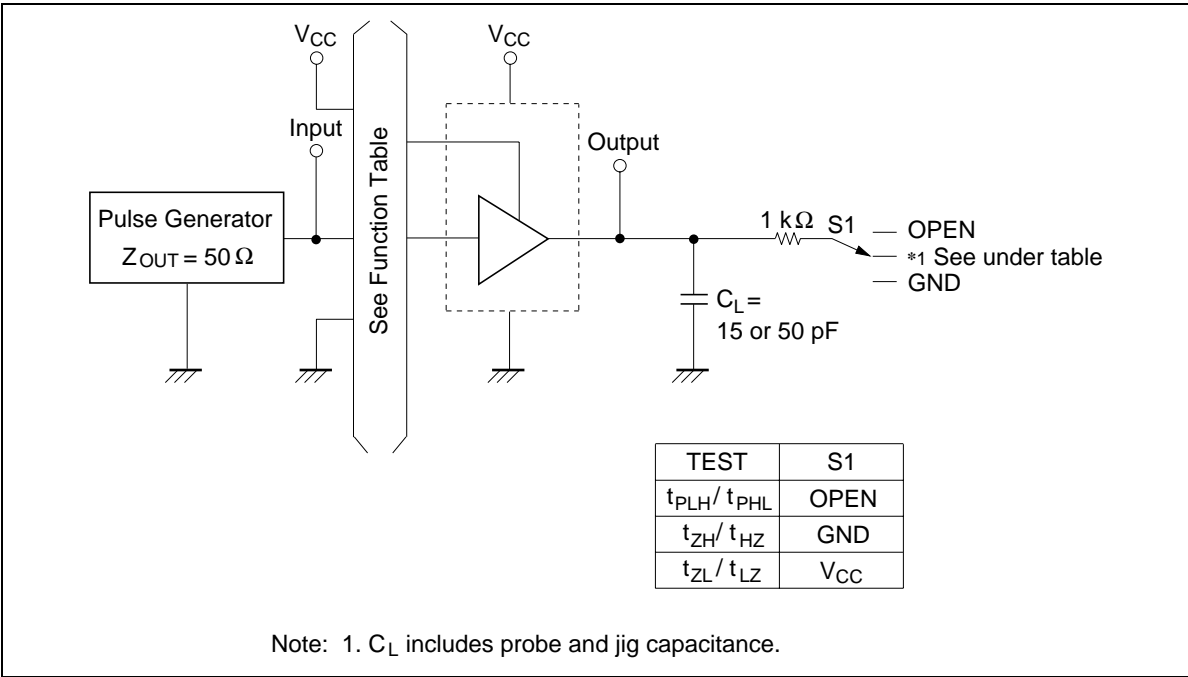 VCC
VCC
Input
Output
See Function Table
Pulse Generator
ZOUT = 50 Ω
1 kΩ
S1
OPEN
*1 See under table
GND
CL =
15 or 50 pF
TEST S1
tPLH / tPHL OPEN
tZH / tHZ GND
tZL / tLZ VCC
Note: 1. CL includes probe and jig capacitance.